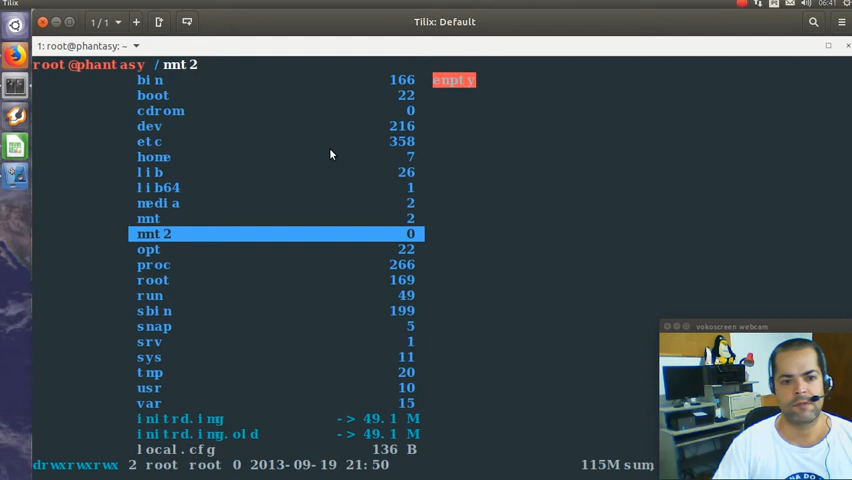 Tilix
06:41
1 / 1
Tilix: Default
1: root@phantasy: ~
root@phantasy /mnt2
bin 166 empty
boot 22
cdrom 0
dev 216
etc 358
home 7
lib 26
lib64 1
media 2
mnt 2
mnt2 0
opt 22
proc 266
root 169
run 49
sbin 199
snap 5
srv 1
sys 11
tmp 20
usr 10
var 15
initrd.img -> 49.1 M
initrd.img.old -> 49.1 M
local.cfg 136 B
drwxrwxrwx 2 root root 0 2013-09-19 21:50 115M sum,
vokoscreen webcam